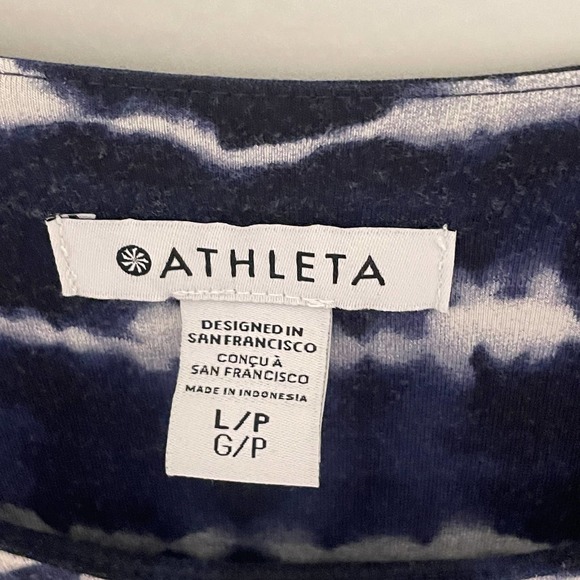 ATHLETA
DESIGNED IN
SAN FRANCISCO
CONÇU À
SAN FRANCISCO
MADE IN INDONESIA
L/P
G/P